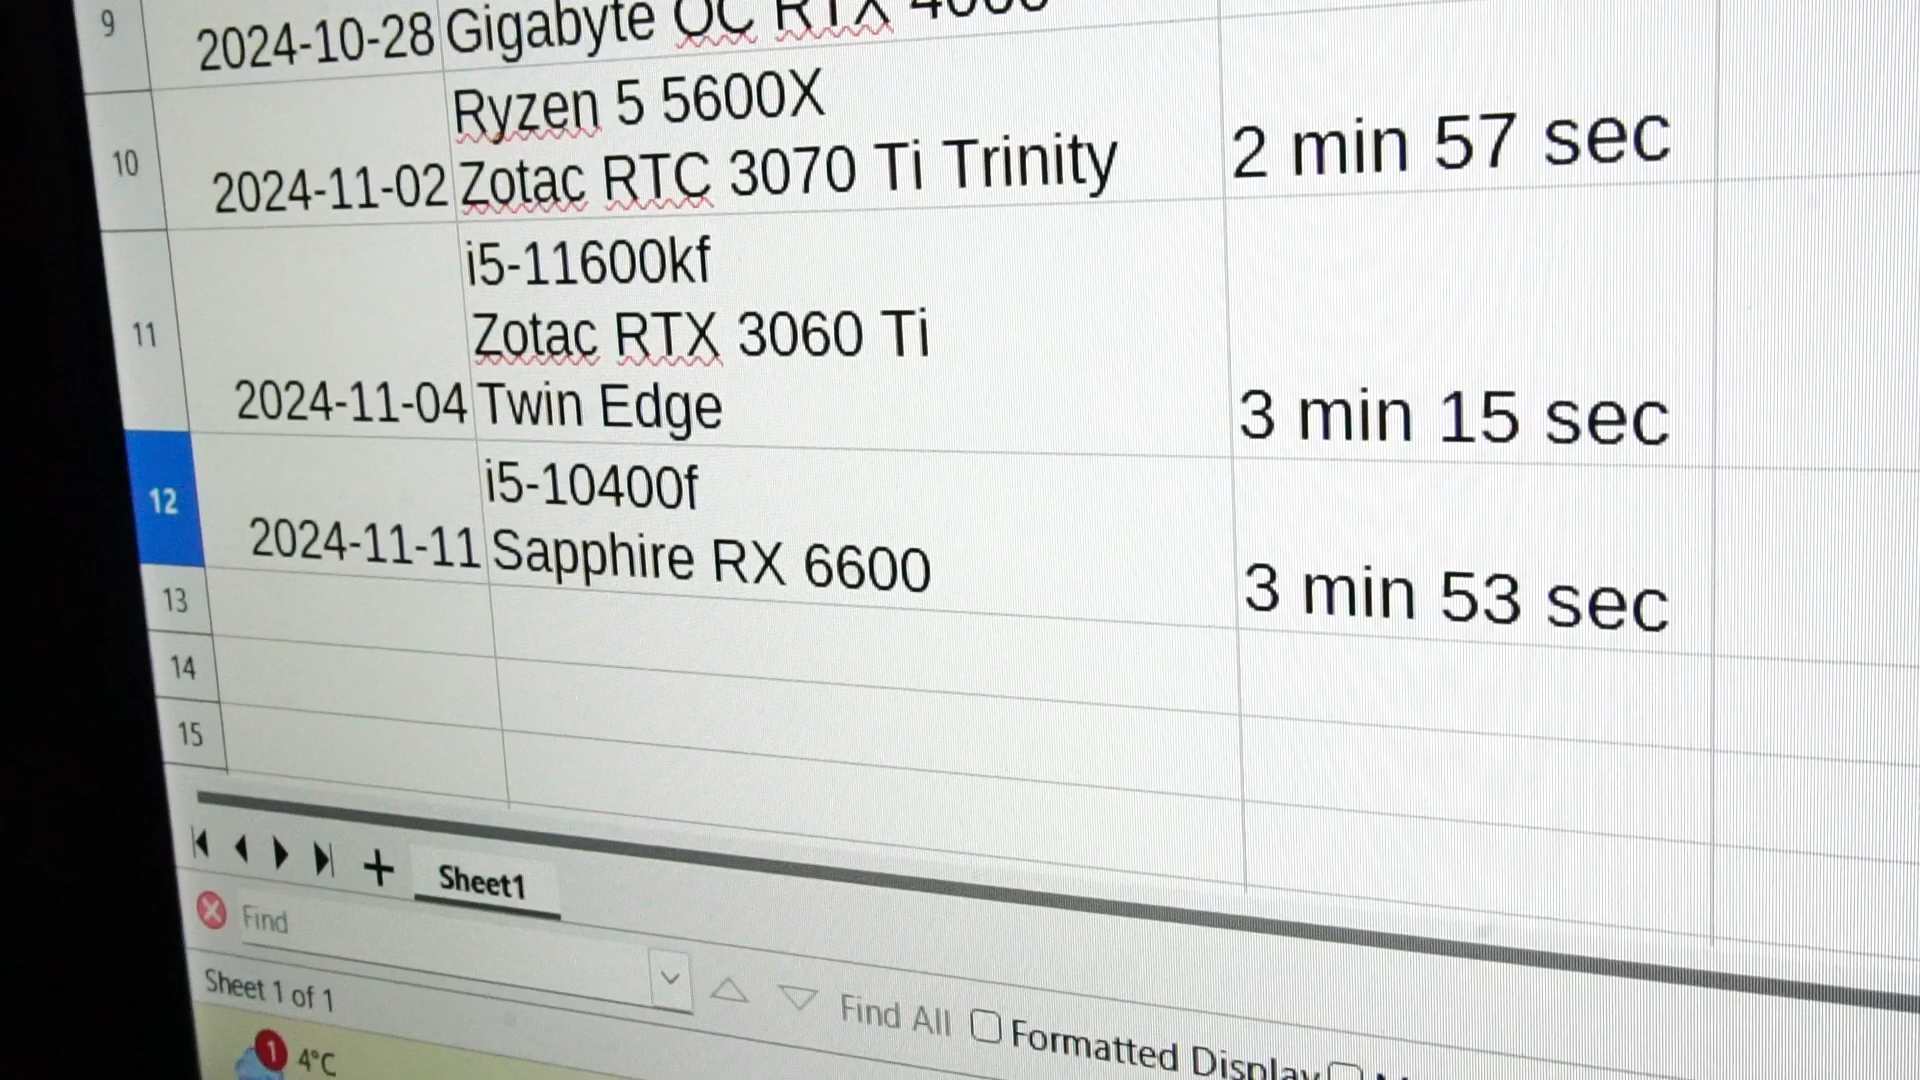 9
2024-10-28 Gigabyte OC RTX
Ryzen 5 5600X
10
2024-11-02 Zotac RTC 3070 Ti Trinity
2 min 57 sec
i5-11600kf
11
Zotac RTX 3060 Ti
2024-11-04 Twin Edge
3 min 15 sec
i5-10400f
12
2024-11-11 Sapphire RX 6600
3 min 53 sec
13
14
15
+ Sheet1
Find
Find All
Formatted Display
Sheet 1 of 1
1
4°C